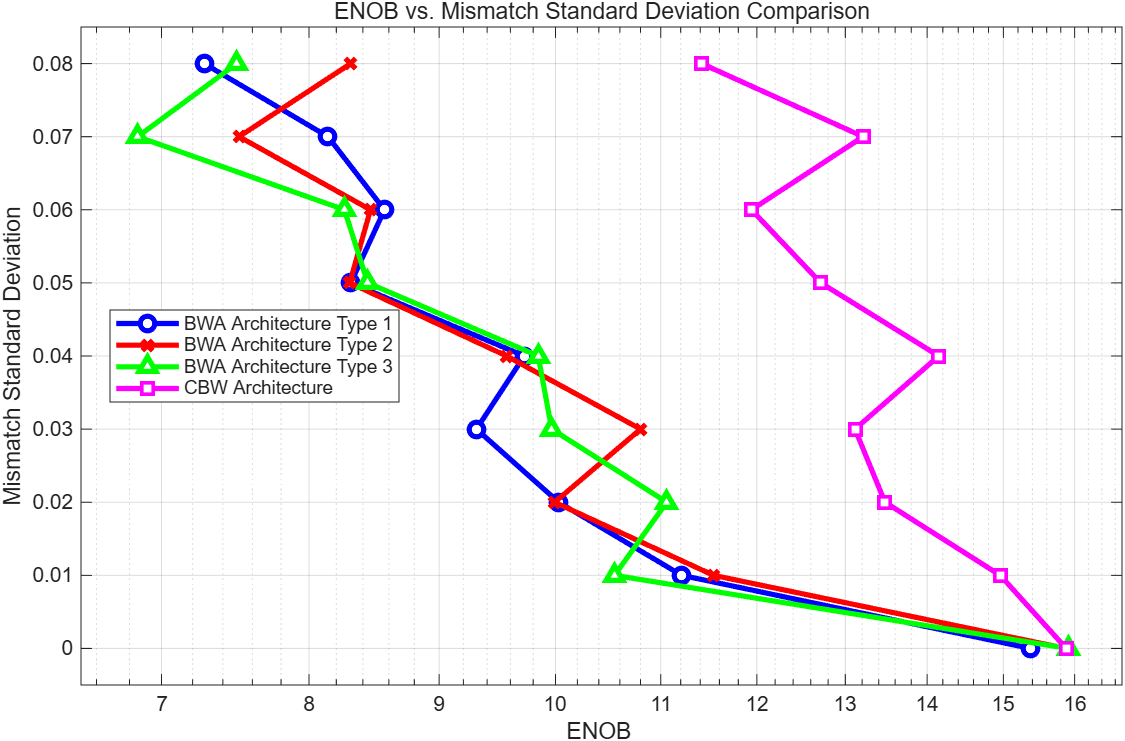 ENOB vs. Mismatch Standard Deviation Comparison
Mismatch Standard Deviation
0.08
0.07
0.06
0.05
0.04
0.03
0.02
0.01
0
BWA Architecture Type 1
BWA Architecture Type 2
BWA Architecture Type 3
CBW Architecture
7 8 9 10 11 12 13 14 15 16
ENOB